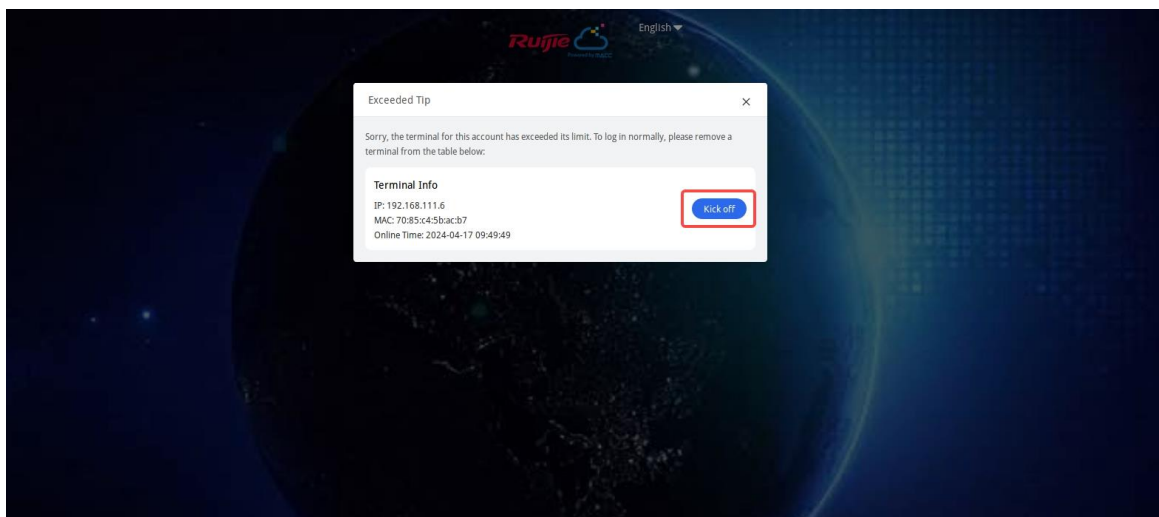 Ruijie
English
Exceeded Tip
Sorry, the terminal for this account has exceeded its limit. To log in normally, please remove a
terminal from the table below:
Terminal Info
IP: 192.168.111.6
MAC: 70:85:c4:5b:ac:b7
Online Time: 2024-04-17 09:49:49
Kick off